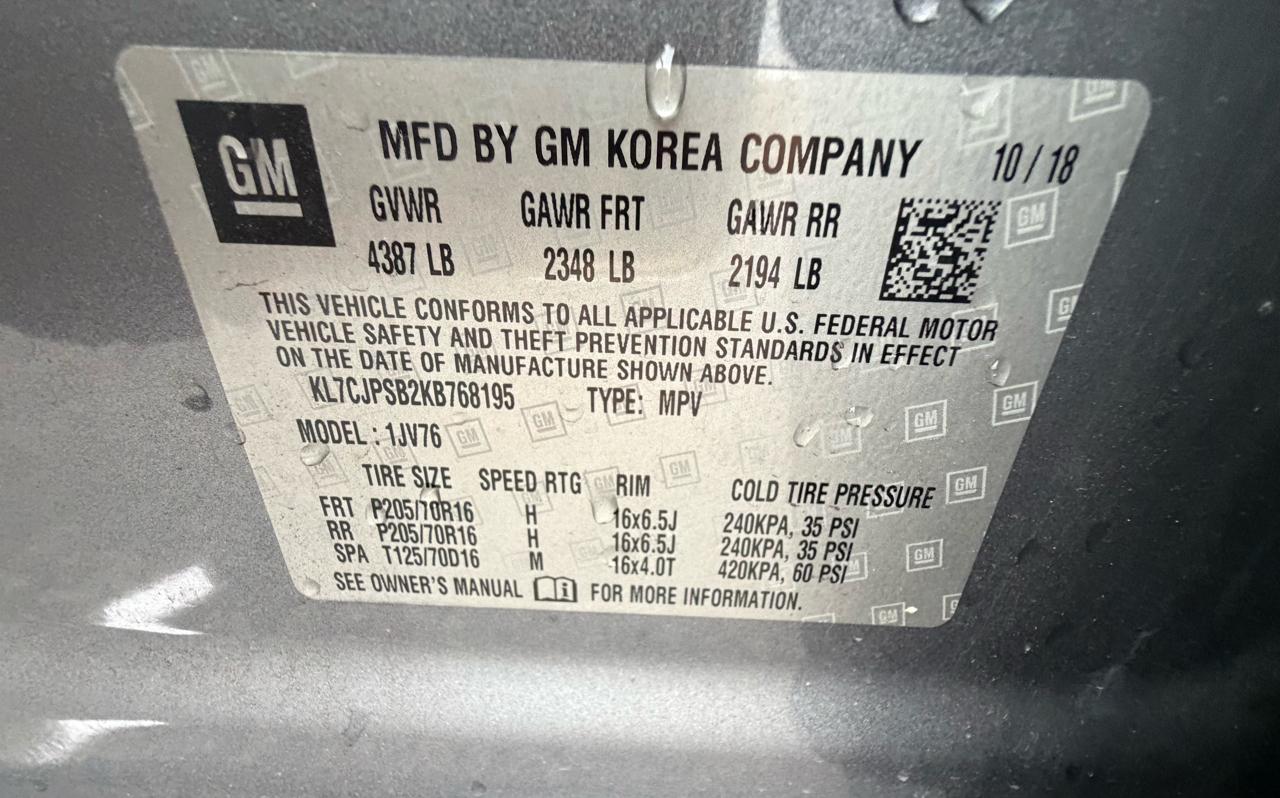 GM
MFD BY GM KOREA COMPANY 10 / 18
GVWR GAWR FRT GAWR RR
4387 LB 2348 LB 2194 LB
THIS VEHICLE CONFORMS TO ALL APPLICABLE U.S. FEDERAL MOTOR
VEHICLE SAFETY AND THEFT PREVENTION STANDARDS IN EFFECT
ON THE DATE OF MANUFACTURE SHOWN ABOVE.
KL7CJPSB2KB768195 TYPE: MPV
MODEL : 1JV76
TIRE SIZE SPEED RTG RIM COLD TIRE PRESSURE
FRT P205/70R16 H 16x6.5J 240KPA, 35 PSI
RR P205/70R16 H 16x6.5J 240KPA, 35 PSI
SPA T125/70D16 M 16x4.0T 420KPA, 60 PSI
SEE OWNER'S MANUAL i FOR MORE INFORMATION.